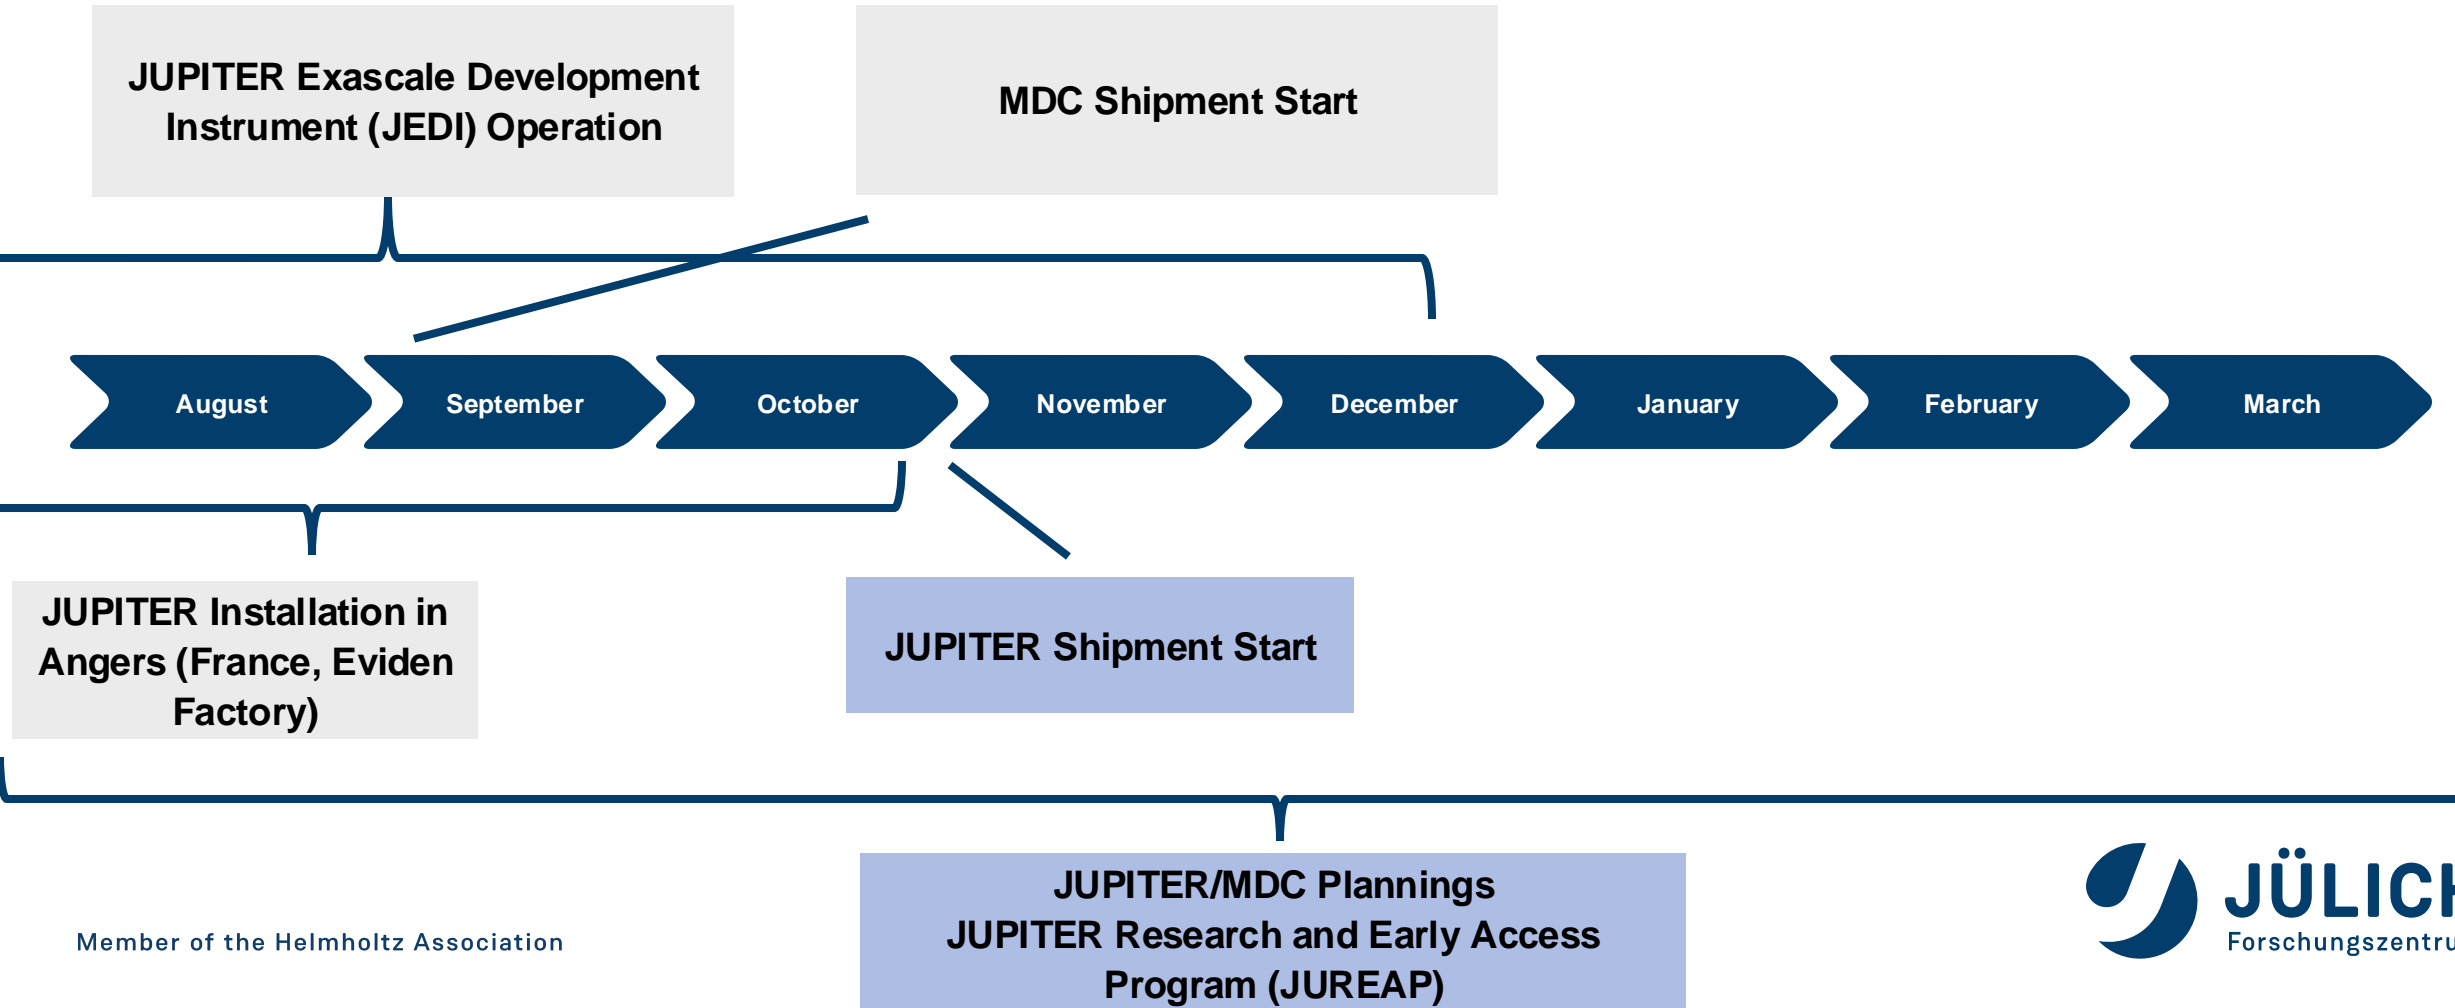 JUPITER Exascale Development
Instrument (JEDI) Operation
MDC Shipment Start
August
September
October
November
December
January
February
March
JUPITER Installation in
Angers (France, Eviden
Factory)
JUPITER Shipment Start
JUPITER/MDC Plannings
JUPITER Research and Early Access
Program (JUREAP)
Member of the Helmholtz Association
JÜLICH
Forschungszentru